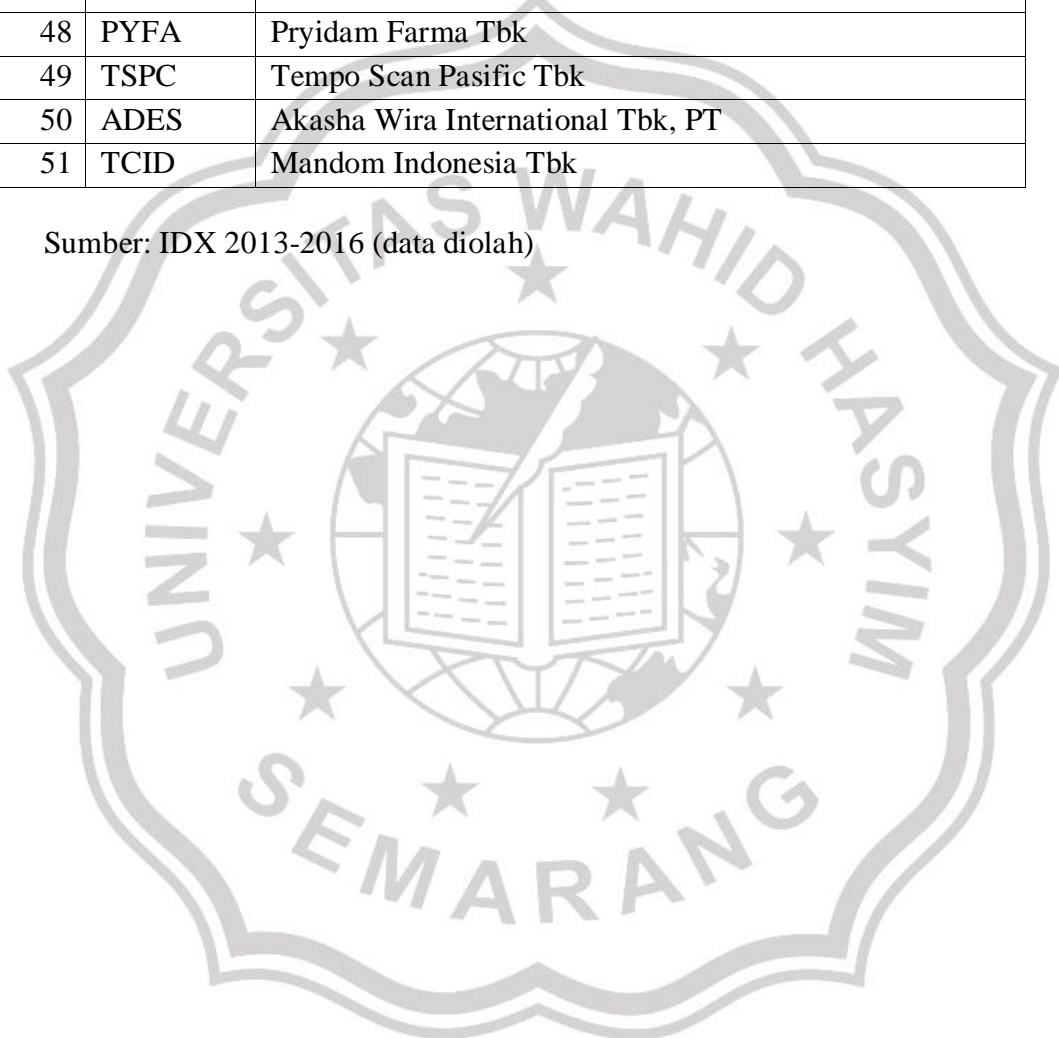 48 PYFA Pryidam Farma Tbk
49 TSPC Tempo Scan Pasific Tbk
50 ADES Akasha Wira International Tbk, PT
51 TCID Mandom Indonesia Tbk
Sumber: IDX 2013-2016 (data diolah)
UNIVERSITAS WAHID HASYIM
SEMARANG